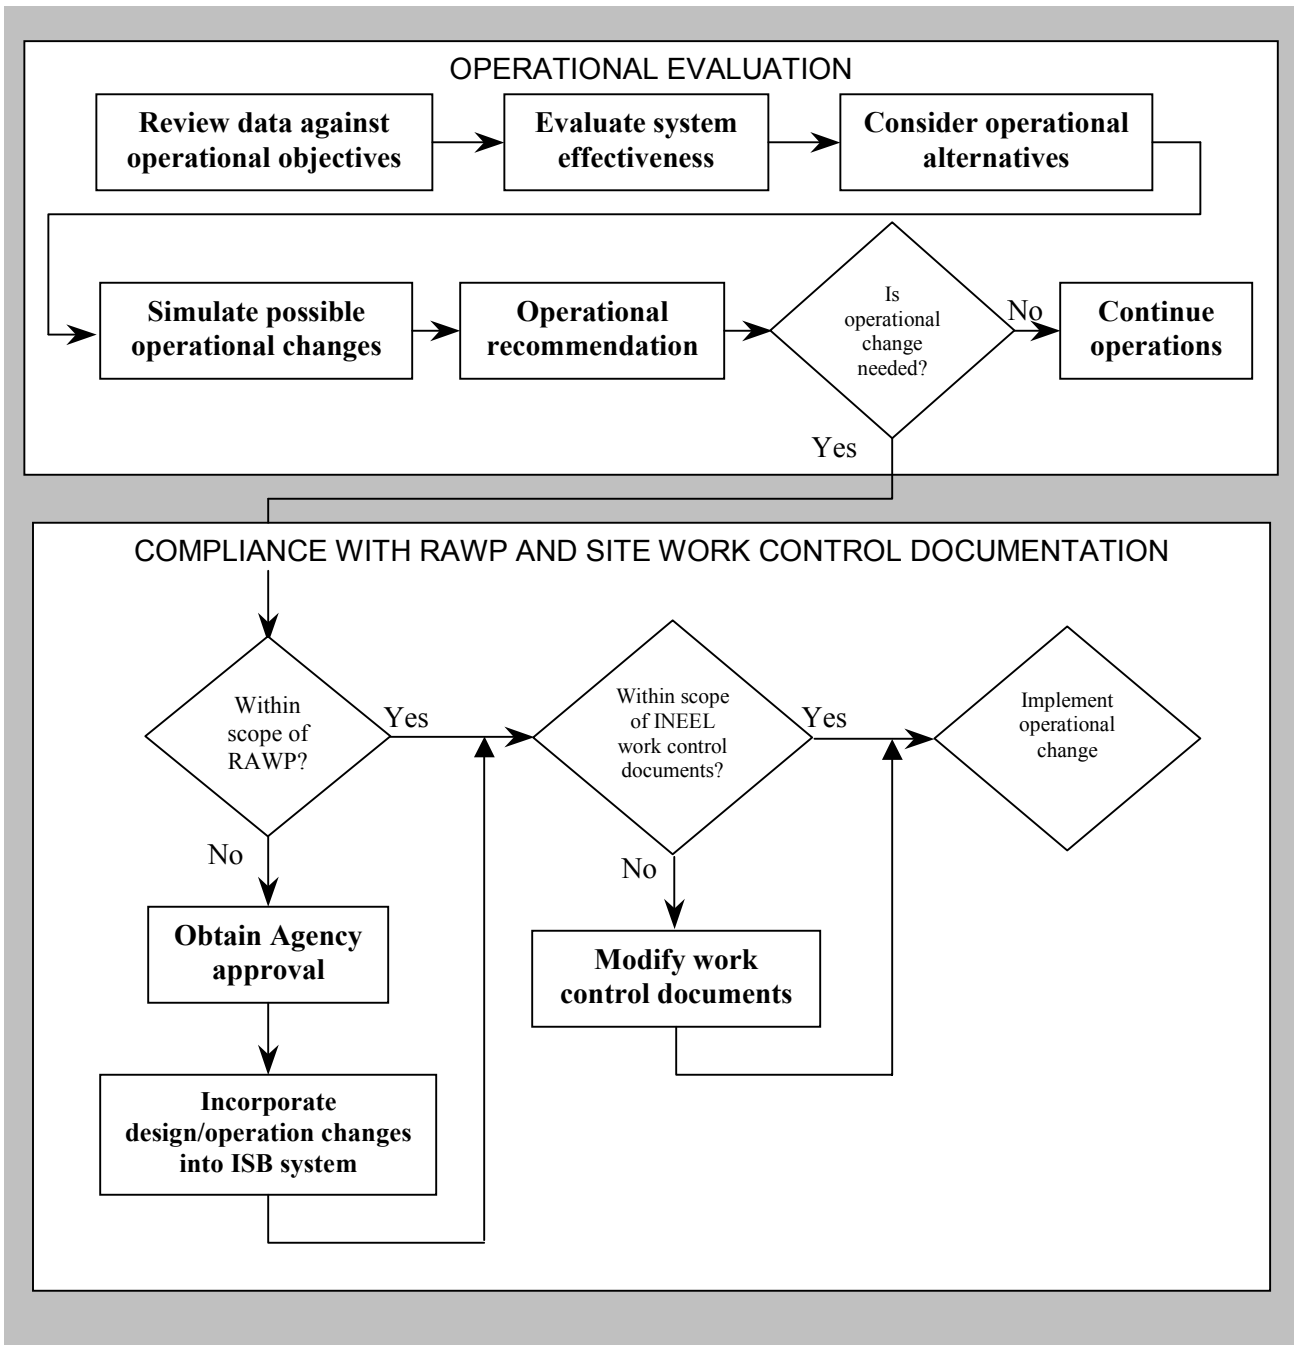 OPERATIONAL EVALUATION
Review data against
operational objectives
Evaluate system
effectiveness
Consider operational
alternatives
Simulate possible
operational changes
Operational
recommendation
Is
operational
change
needed?
No
Continue
operations
Yes
COMPLIANCE WITH RAWP AND SITE WORK CONTROL DOCUMENTATION
Within
scope of
RAWP?
Yes
Within scope
of INEEL
work control
documents?
Yes
Implement
operational
change
No
Obtain Agency
approval
No
Modify work
control documents
Incorporate
design/operation changes
into ISB system